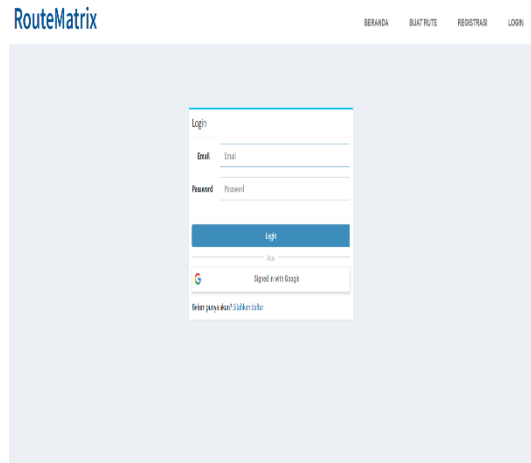 RouteMatrix
BERANDA BUAT RUTE REGISTRASI LOGIN
Login
Email Email
Password Password
Login
Atau
Signed in with Google
Belum punya akun? Silahkan daftar